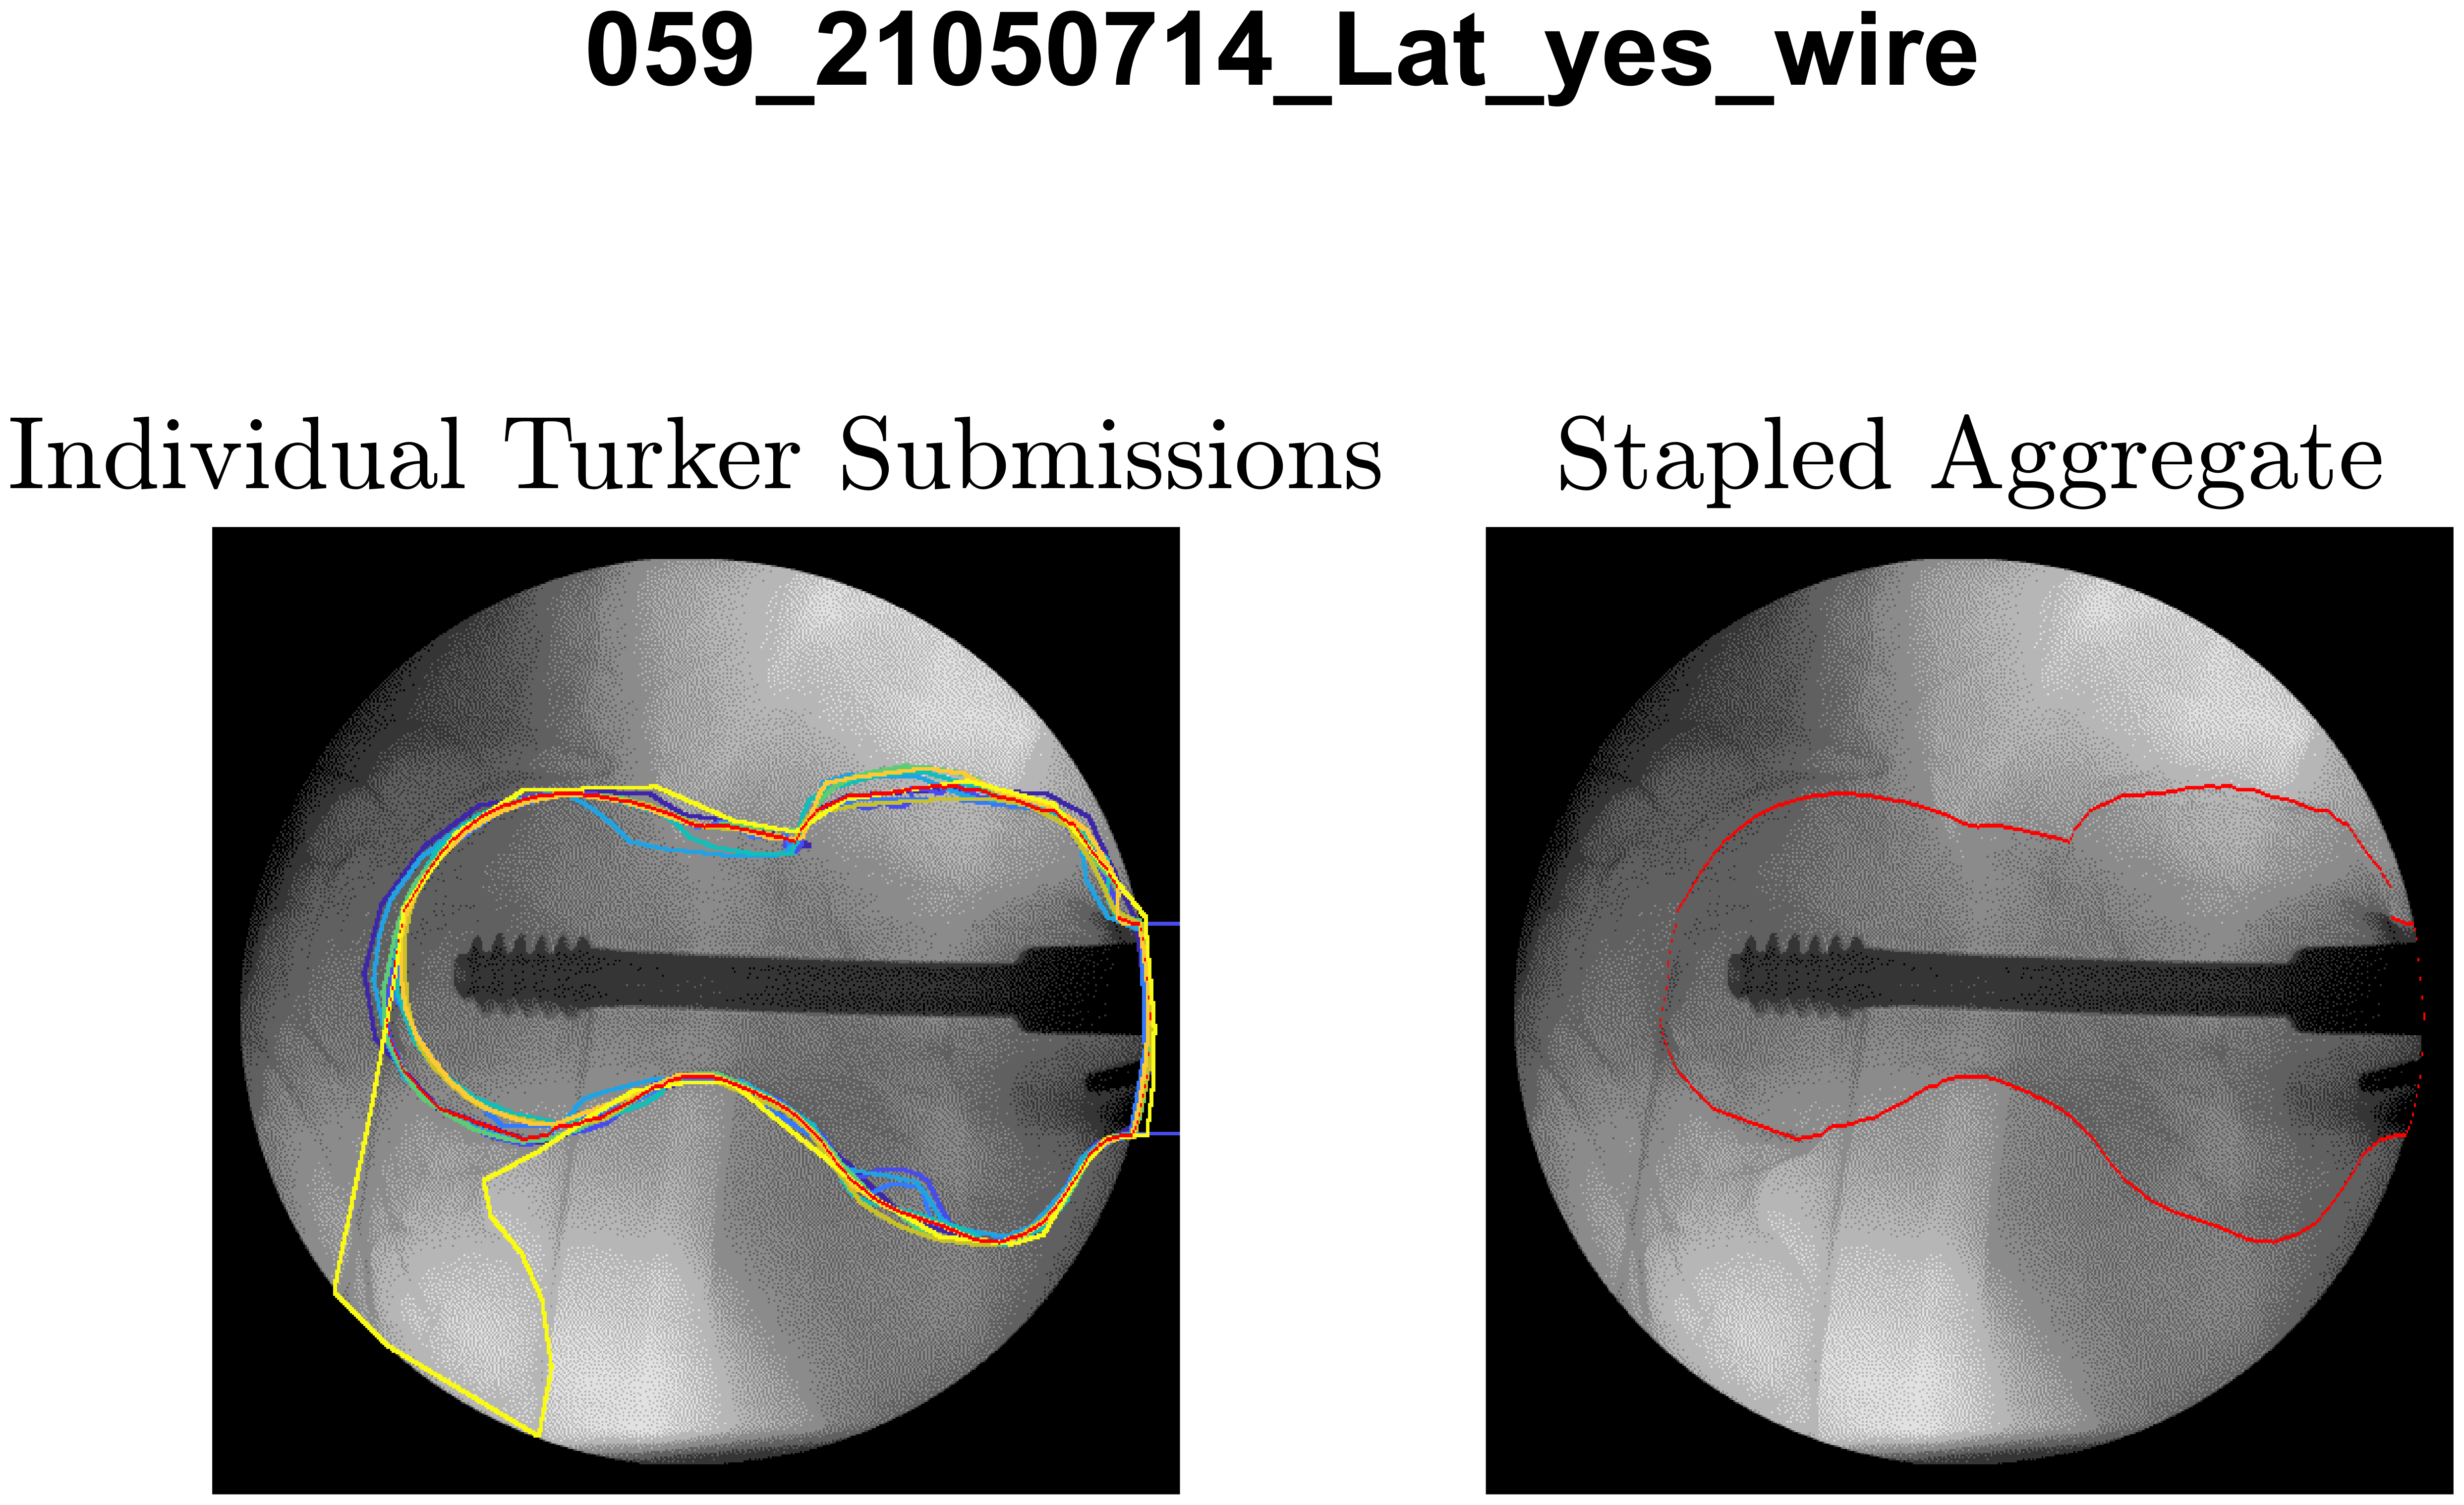 059_21050714_Lat_yes_wire
Individual Turker Submissions
Stapled Aggregate